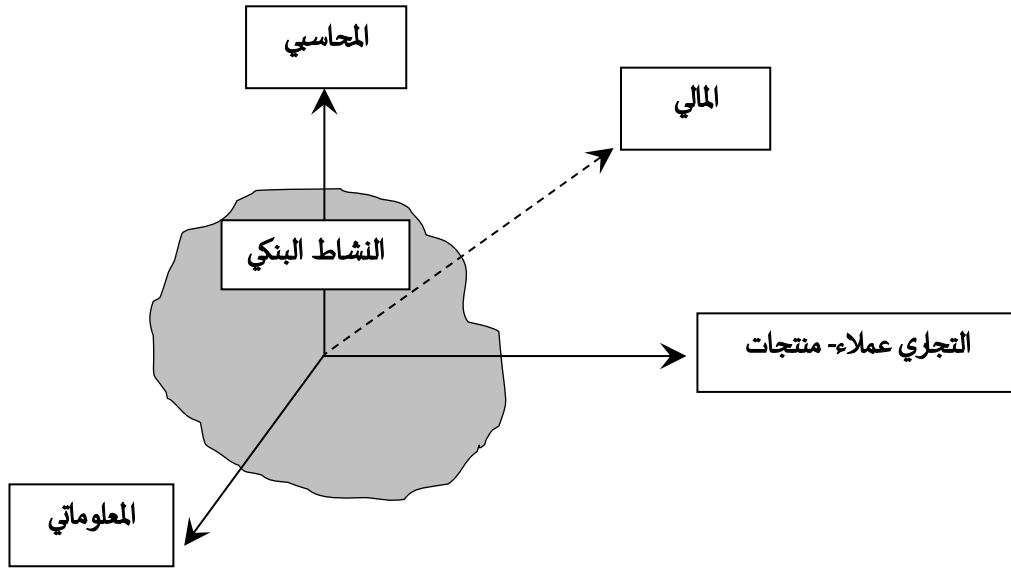 المحاسبي
المالي
النشاط البنكي
التجاري عملاء- منتجات
المعلوماتي